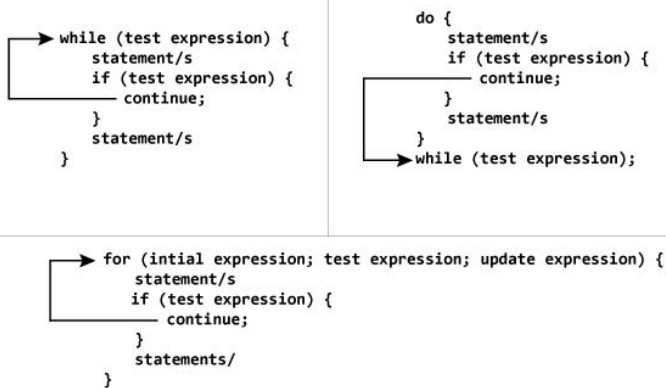 while (test expression) {
statement/s
if (test expression) {
continue;
}
statement/s
}
do {
statement/s
if (test expression) {
continue;
}
statement/s
}
while (test expression);
for (intial expression; test expression; update expression) {
statement/s
if (test expression) {
continue;
}
statements/
}